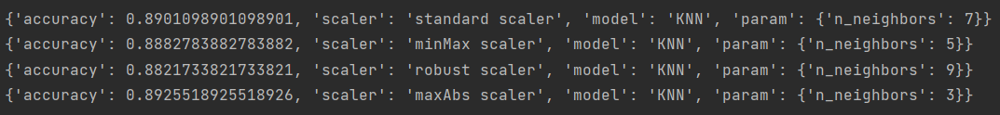 {'accuracy': 0.8901098901098901, 'scaler': 'standard scaler', 'model': 'KNN', 'param': {'n_neighbors': 7}}
{'accuracy': 0.8882783882783882, 'scaler': 'minMax scaler', 'model': 'KNN', 'param': {'n_neighbors': 5}}
{'accuracy': 0.8821733821733821, 'scaler': 'robust scaler', 'model': 'KNN', 'param': {'n_neighbors': 9}}
{'accuracy': 0.8925518925518926, 'scaler': 'maxAbs scaler', 'model': 'KNN', 'param': {'n_neighbors': 3}}